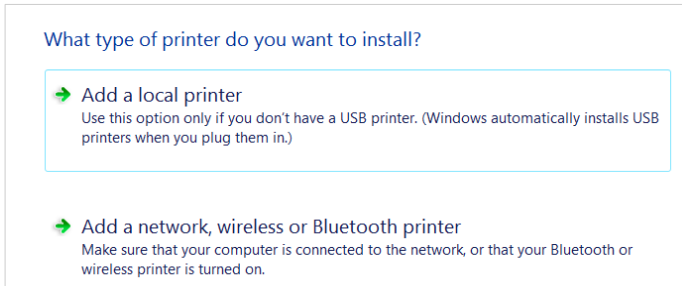 What type of printer do you want to install?
Add a local printer
Use this option only if you don't have a USB printer. (Windows automatically installs USB
printers when you plug them in.)
Add a network, wireless or Bluetooth printer
Make sure that your computer is connected to the network, or that your Bluetooth or
wireless printer is turned on.